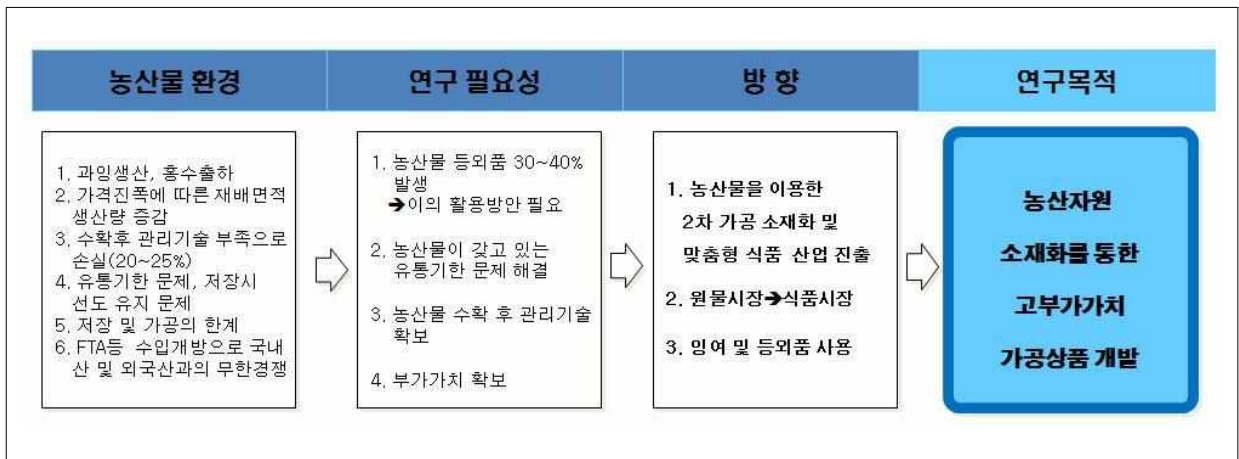 농산물 환경
연구 필요성
방 향
연구목적
1. 과잉생산, 홍수출하
2. 가격진폭에 따른 재배면적
생산량 증감
3. 수확후 관리기술 부족으로
손실(20~25%)
4. 유통기한 문제, 저장시
선도 유지 문제
5. 저장 및 가공의 한계
6. FTA등 수입개방으로 국내
산 및 외국산과의 무한경쟁
1. 농산물 등외품 30~40%
발생
➔이의 활용방안 필요
2. 농산물이 갖고 있는
유통기한 문제 해결
3. 농산물 수확 후 관리기술
확보
4. 부가가치 확보
1. 농산물을 이용한
2차 가공 소재화 및
맞춤형 식품 산업 진출
2. 원물시장➔식품시장
3. 잉여 및 등외품 사용
농산자원
소재화를 통한
고부가가치
가공상품 개발